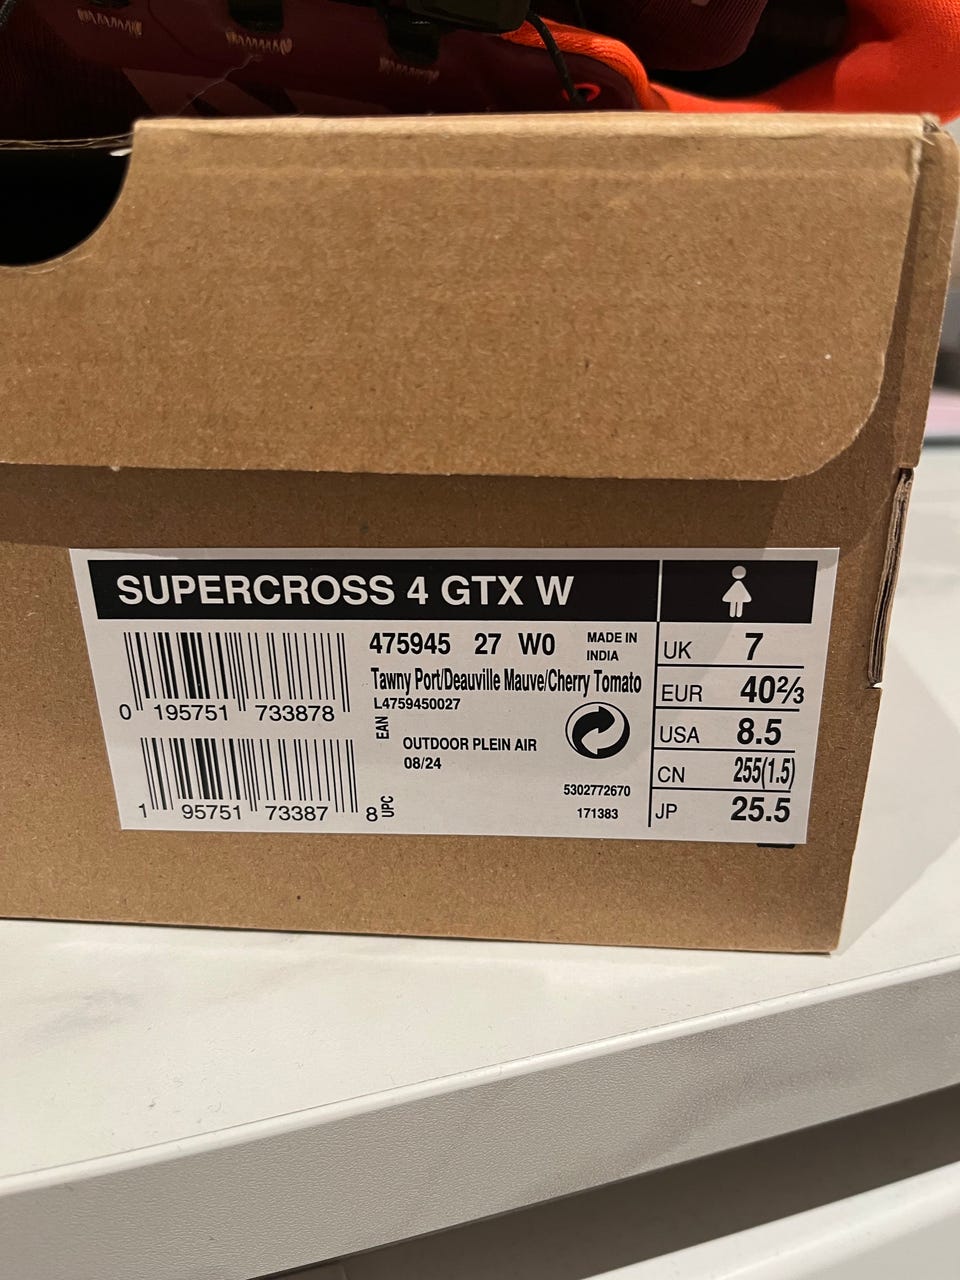 SUPERCROSS 4 GTX W
0 195751 733878
1 95751 73387 8
EAN
UPC
475945 27 W0
MADE IN
INDIA
Tawny Port/Deauville Mauve/Cherry Tomato
L4759450027
OUTDOOR PLEIN AIR
08/24
5302772670
171383
UK 7
EUR 40⅔
USA 8.5
CN 255(1.5)
JP 25.5